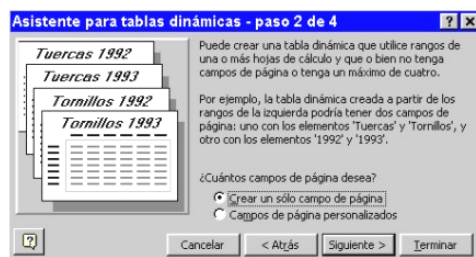 Asistente para tablas dinámicas - paso 2 de 4
Tuercas 1992
Tuercas 1993
Tornillos 1992
Tornillos 1993
Puede crear una tabla dinámica que utilice rangos de
una o más hojas de cálculo y que o bien no tenga
campos de página o tenga un máximo de cuatro.
Por ejemplo, la tabla dinámica creada a partir de los
rangos de la izquierda podría tener dos campos de
página: uno con los elementos 'Tuercas' y 'Tornillos', y
otro con los elementos '1992' y '1993'.
¿Cuántos campos de página desea?
Crear un sólo campo de página
Campos de página personalizados
Cancelar
< Atrás
Siguiente >
Terminar